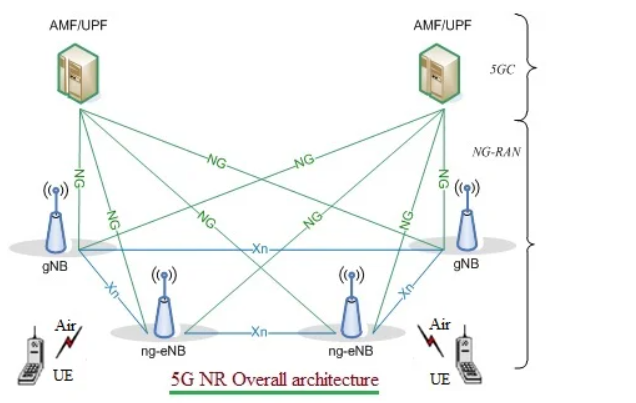 AMF/UPF
AMF/UPF
5GC
NG-RAN
NG
NG
NG
NG
NG
NG
NG
NG
gNB
Xn
gNB
Xn
Xn
Air
ng-eNB
Xn
ng-eNB
Air
UE
UE
5G NR Overall architecture